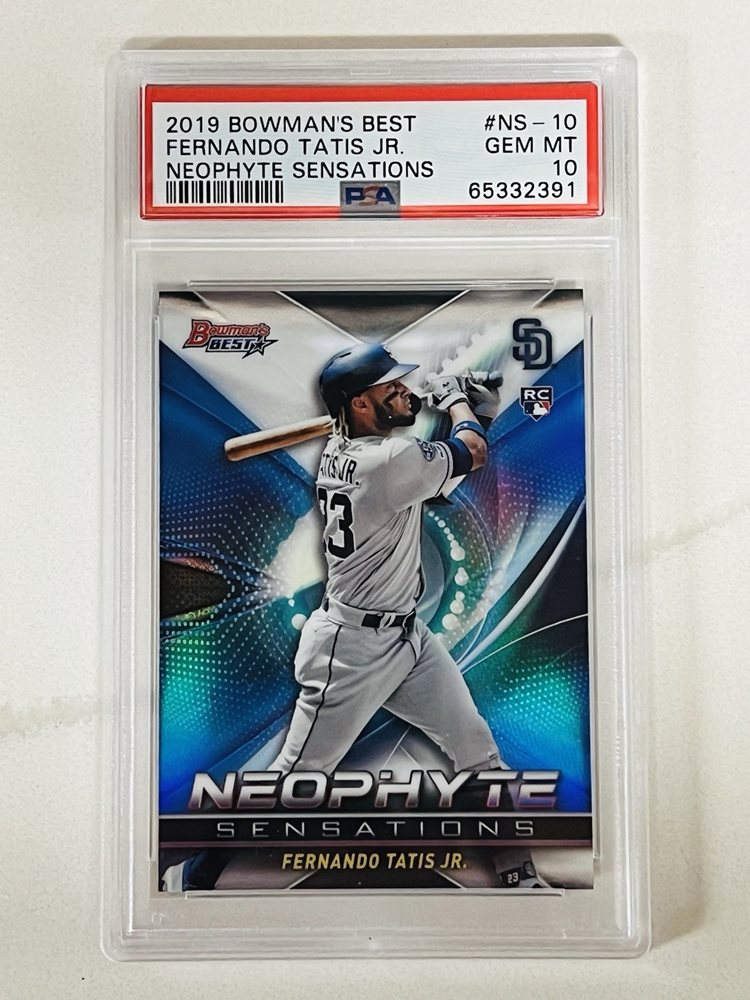 2019 BOWMAN'S BEST #NS-10
FERNANDO TATIS JR. GEM MT
NEOPHYTE SENSATIONS 10
PSA 65332391
Bowman's
BEST
SD
RC
TATIS JR.
23
NEOPHYTE
SENSATIONS
FERNANDO TATIS JR.
23